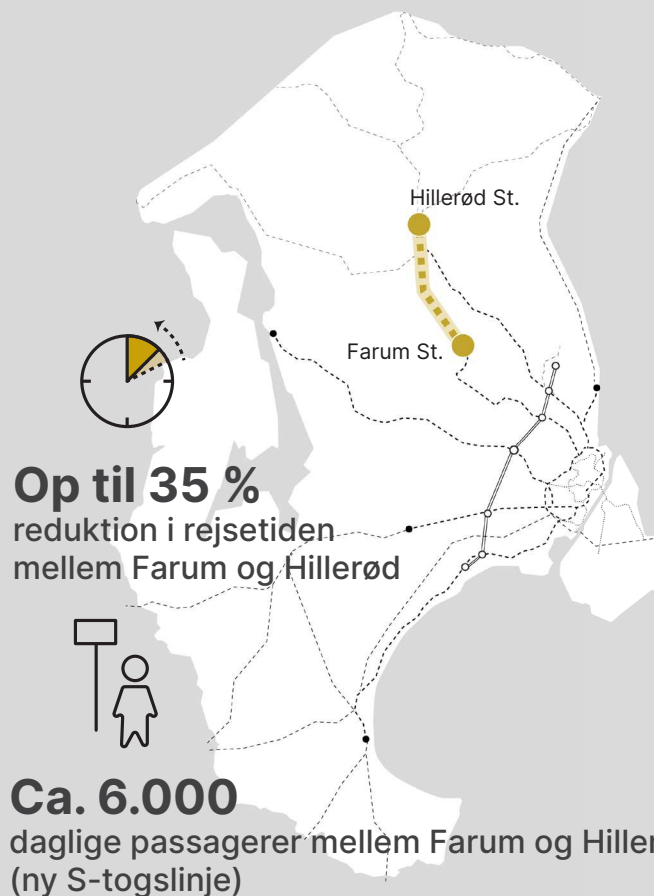 Hillerød St.
Farum St.
Op til 35 %
reduktion i rejsetiden
mellem Farum og Hillerød
Ca. 6.000
daglige passagerer mellem Farum og Hiller
(ny S-togslinje)